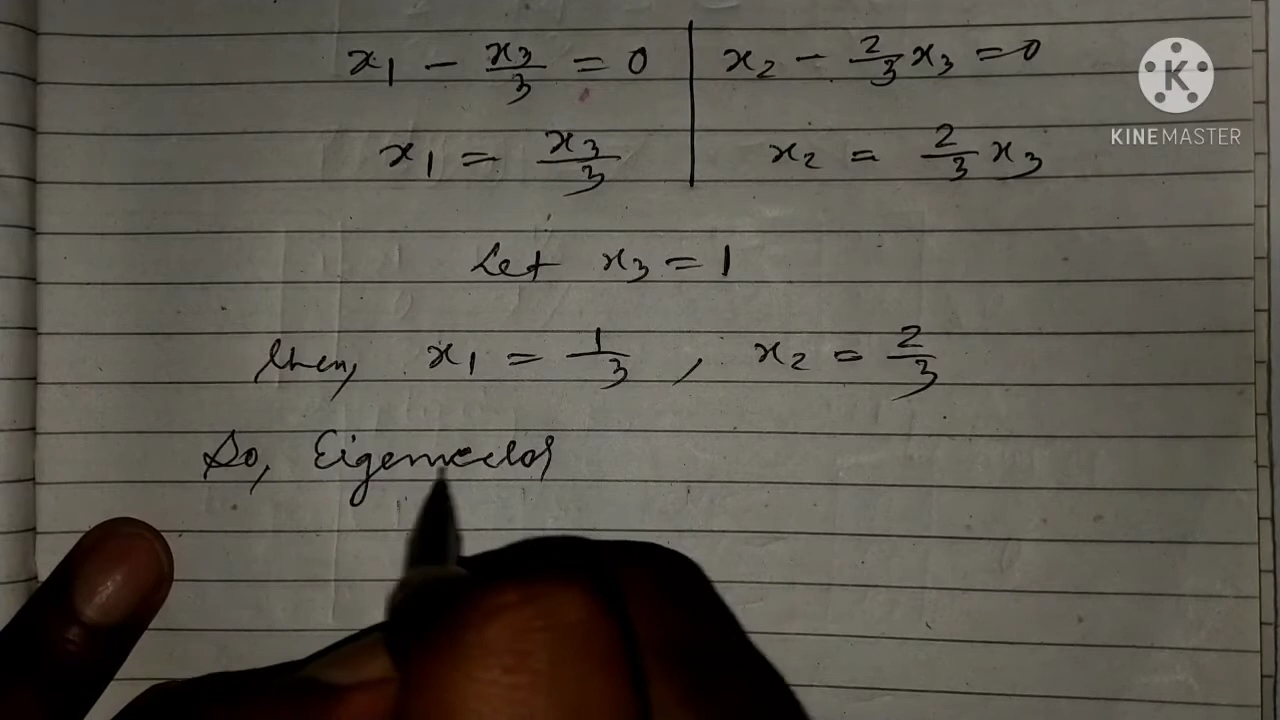 x₁ - x₃/3 = 0 | x₂ - 2/3 x₃ = 0
x₁ = x₃/3 | x₂ = 2/3 x₃
Let x₃ = 1
then, x₁ = 1/3 , x₂ = 2/3
So, Eigenvector
K
KINEMASTER